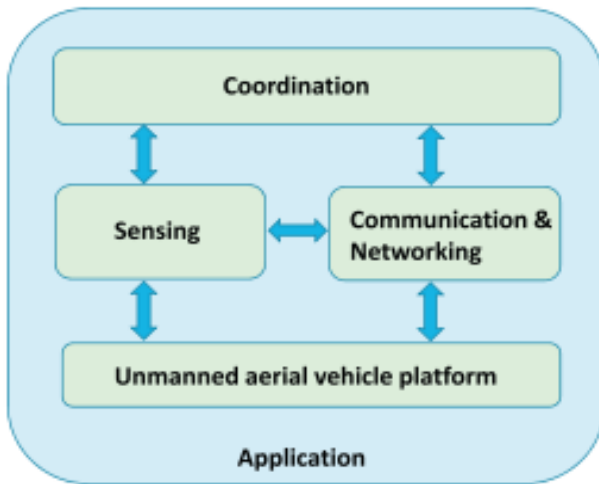 Coordination
Sensing
Communication &
Networking
Unmanned aerial vehicle platform
Application